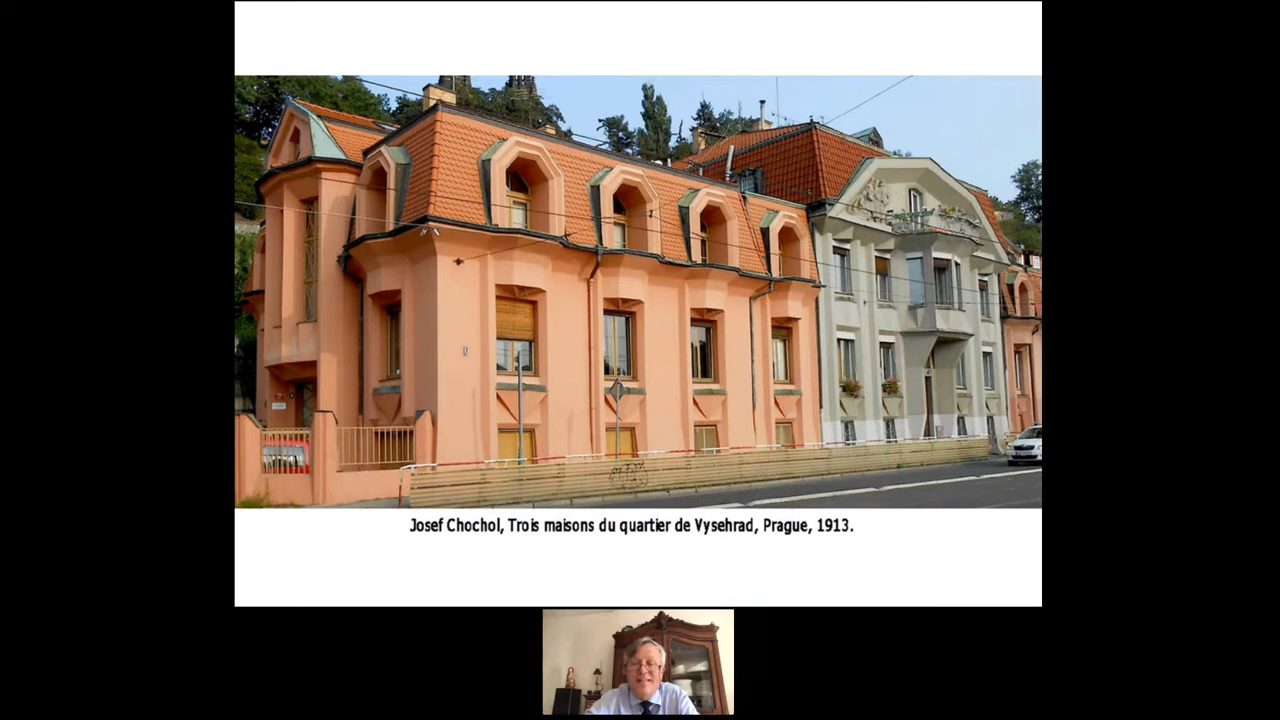 Josef Chochol, Trois maisons du quartier de Vysehrad, Prague, 1913.